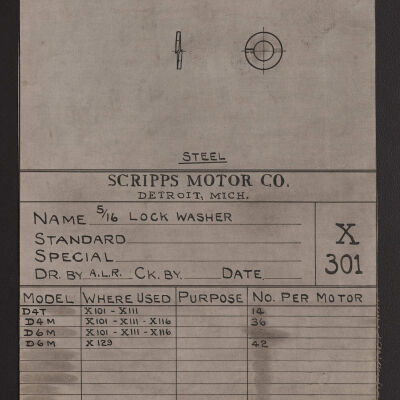 STEEL
SCRIPPS MOTOR CO.
DETROIT, MICH.
NAME 5/16 LOCK WASHER
STANDARD
SPECIAL
DR. BY A.L.R. CK. BY. DATE
X
301
MODEL WHERE USED PURPOSE NO. PER MOTOR
D4T X101 - X111 14
D4M X101 - X111 - X116 36
D6M X101 - X111 - X116
D6M X129 42